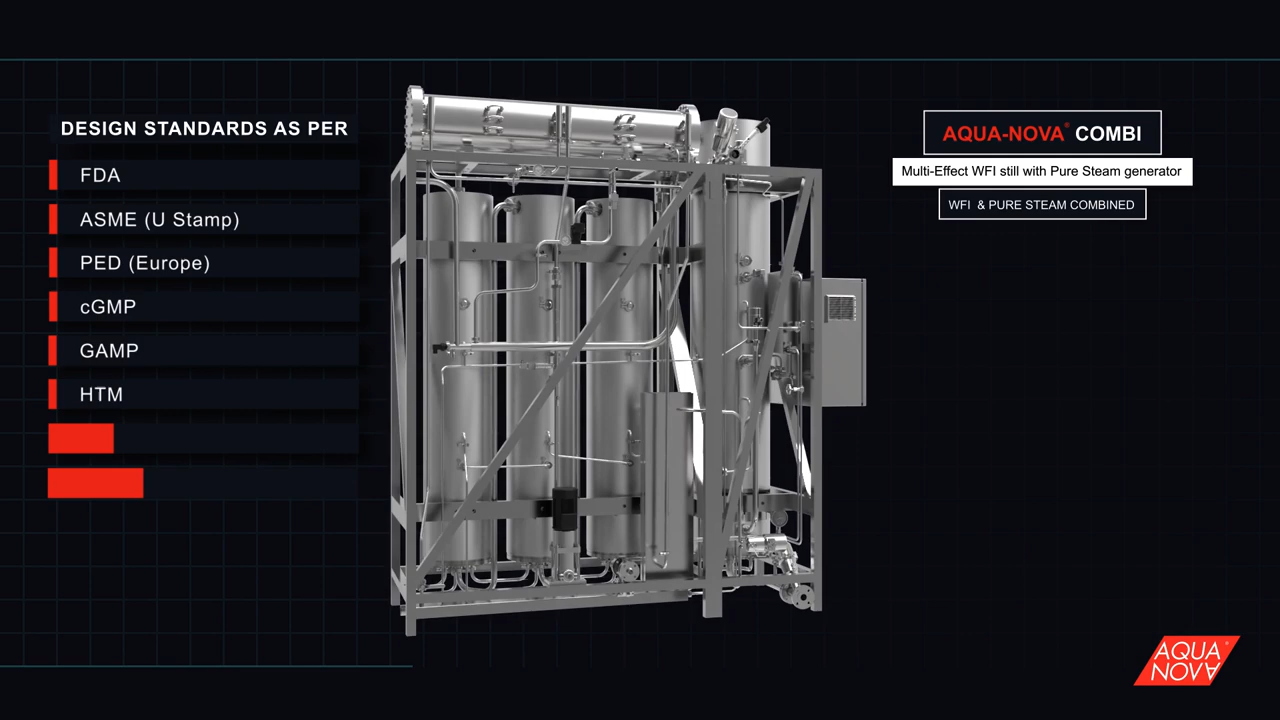 DESIGN STANDARDS AS PER
FDA
ASME (U Stamp)
PED (Europe)
cGMP
GAMP
HTM
AQUA-NOVA® COMBI
Multi-Effect WFI still with Pure Steam generator
WFI & PURE STEAM COMBINED
AQUA
NOVA